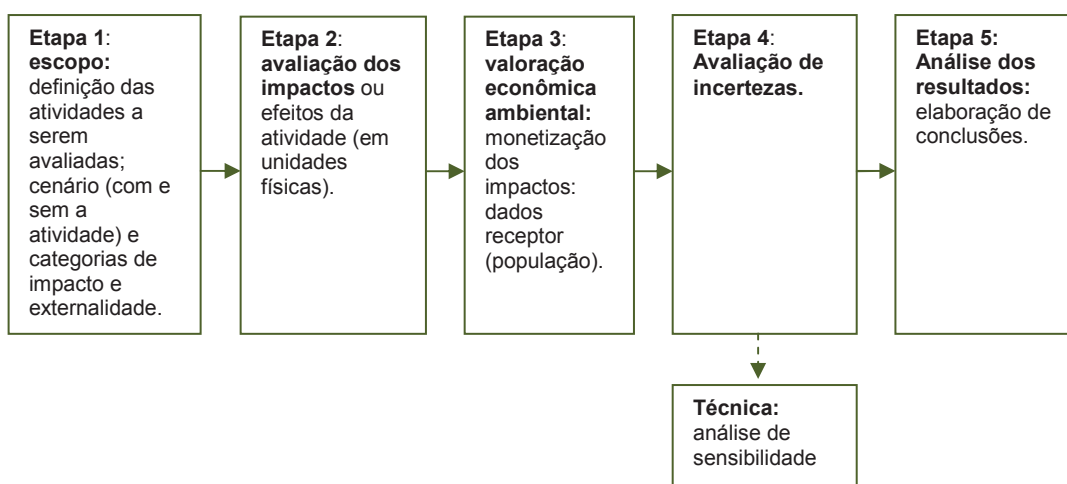 Etapa 1:
escopo:
definição das
atividades a
serem
avaliadas;
cenário (com e
sem a
atividade) e
categorias de
impacto e
externalidade.
Etapa 2:
avaliação dos
impactos ou
efeitos da
atividade (em
unidades
físicas).
Etapa 3:
valoração
econômica
ambiental:
monetização
dos
impactos:
dados
receptor
(população).
Etapa 4:
Avaliação de
incertezas.
Etapa 5:
Análise dos
resultados:
elaboração de
conclusões.
Técnica:
análise de
sensibilidade